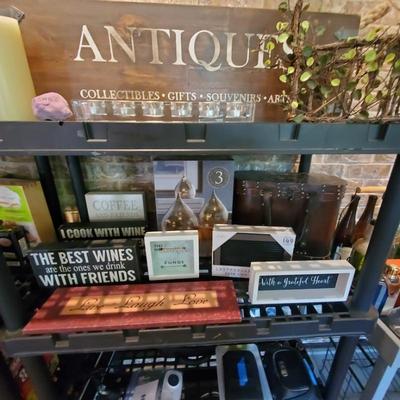 ANTIQUES
COLLECTIBLES • GIFTS • SOUVENIRS • ARTS
COFFEE
3
I COOK WITH WINE
THE BEST WINES
are the ones we drink
WITH FRIENDS
FUNDS
With a Grateful Heart
Live Laugh Love